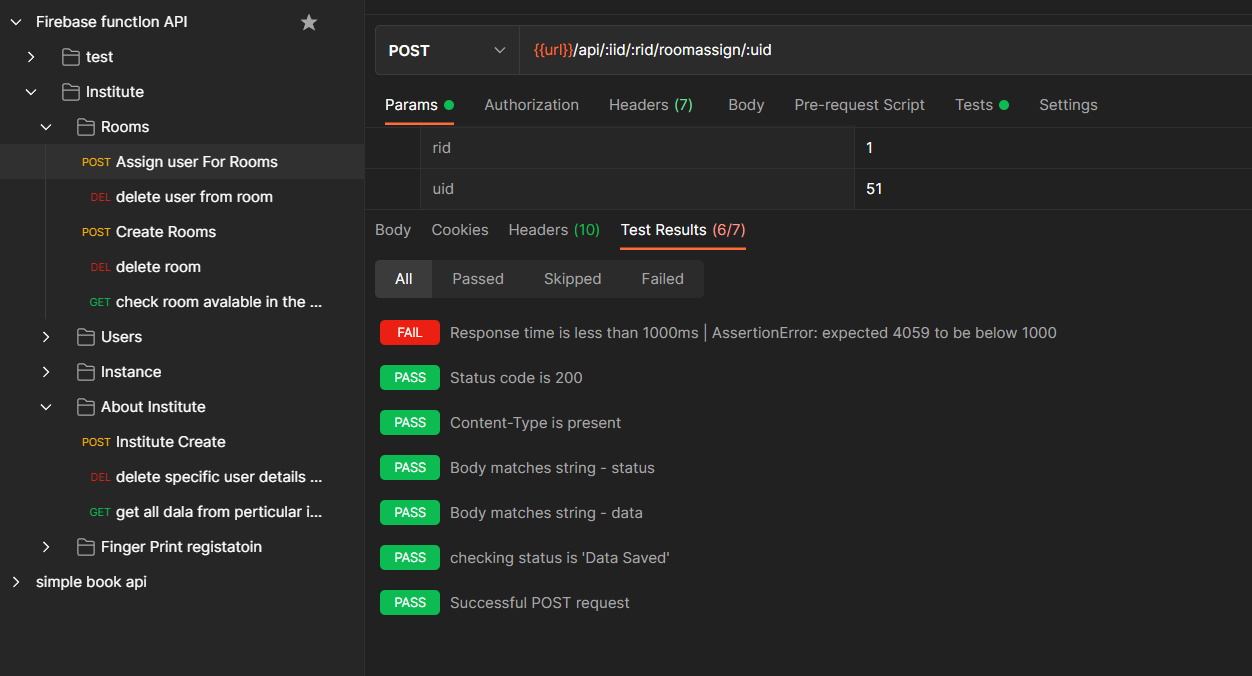 Firebase function API
test
Institute
Rooms
POST Assign user For Rooms
DEL delete user from room
POST Create Rooms
DEL delete room
GET check room avalable in the ...
Users
Instance
About Institute
POST Institute Create
DEL delete specific user details ...
GET get all dala from perticular i...
Finger Print registatoin
simple book api
POST {{url}}/api/:iid/:rid/roomassign/:uid
Params Authorization Headers (7) Body Pre-request Script Tests Settings
rid 1
uid 51
Body Cookies Headers (10) Test Results (6/7)
All Passed Skipped Failed
FAIL Response time is less than 1000ms | AssertionError: expected 4059 to be below 1000
PASS Status code is 200
PASS Content-Type is present
PASS Body matches string - status
PASS Body matches string - data
PASS checking status is 'Data Saved'
PASS Successful POST request